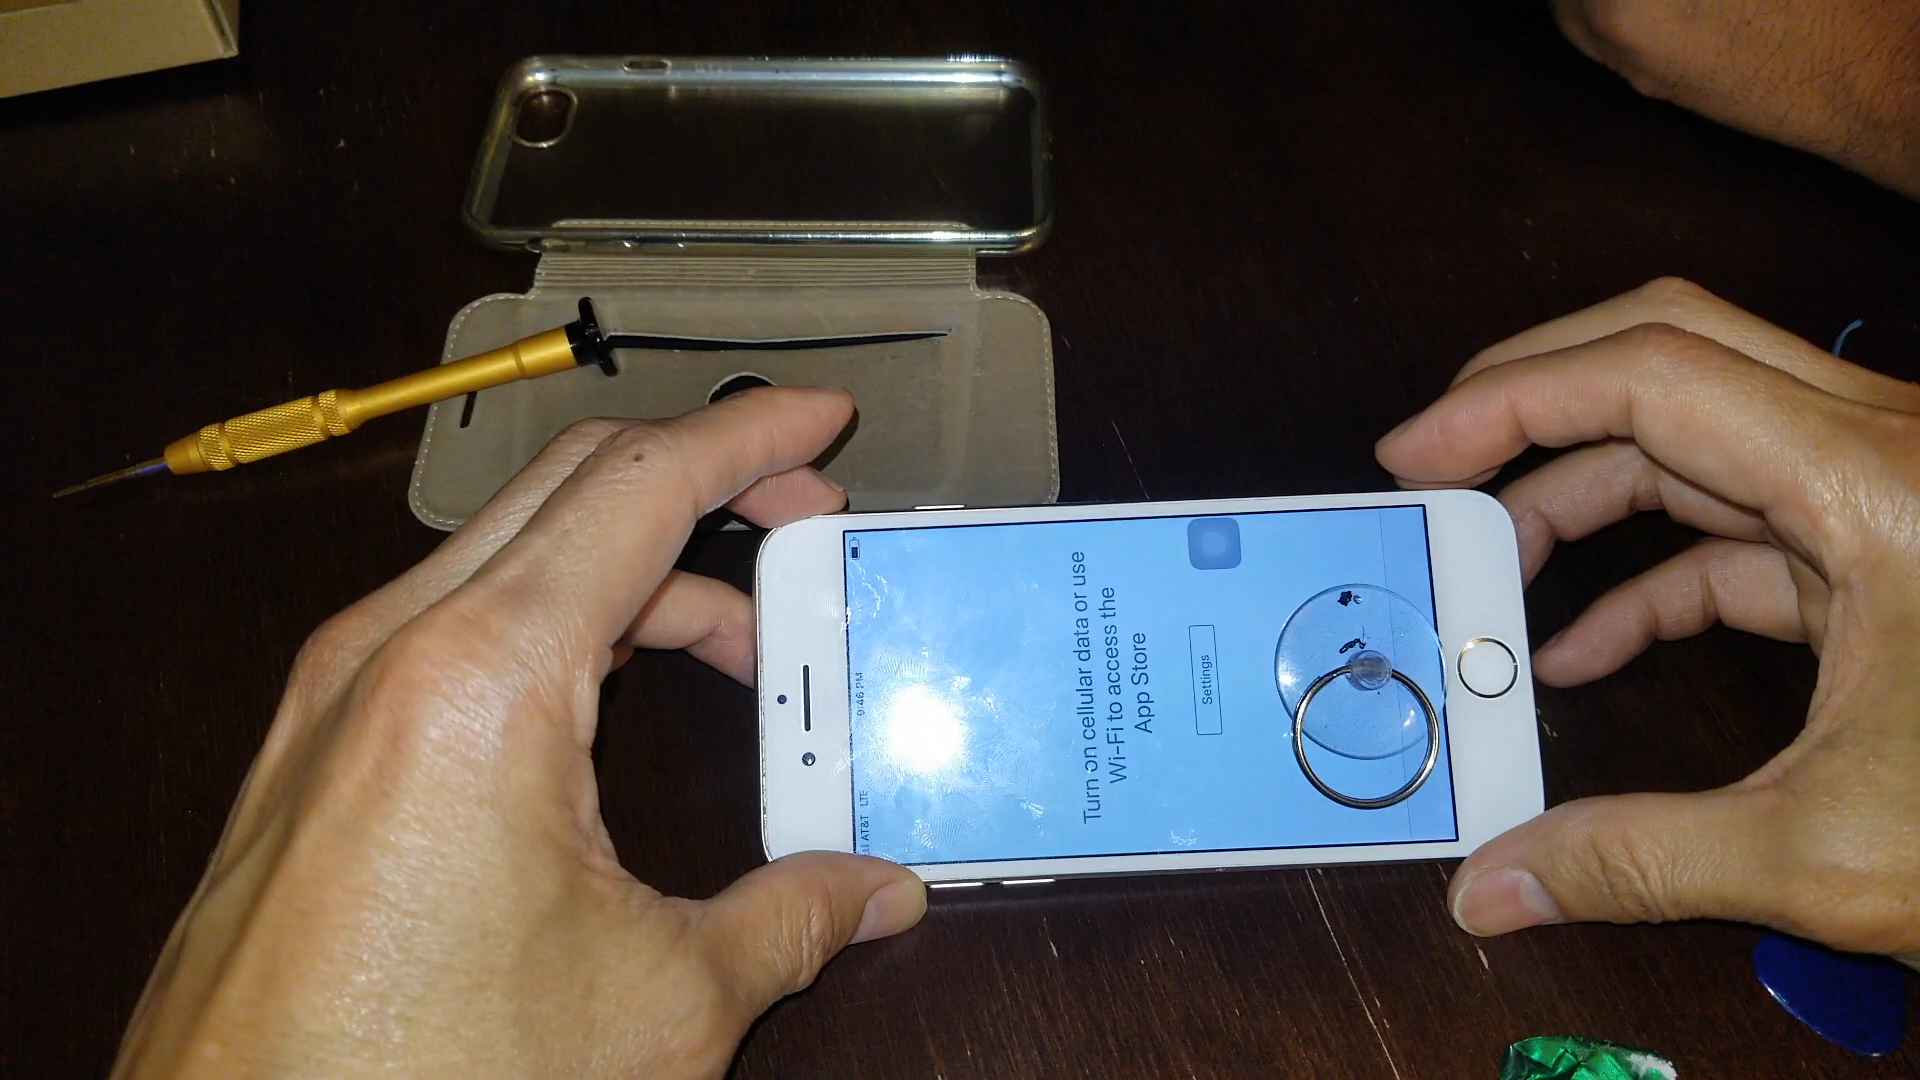 AT&T LTE 9:46 PM
Turn on cellular data or use
Wi-Fi to access the
App Store
Settings